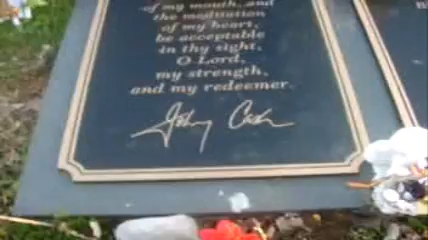 of my mouth, and
the meditation
of my heart,
be acceptable
in thy sight,
O Lord,
my strength,
and my redeemer.
Johnny Cash